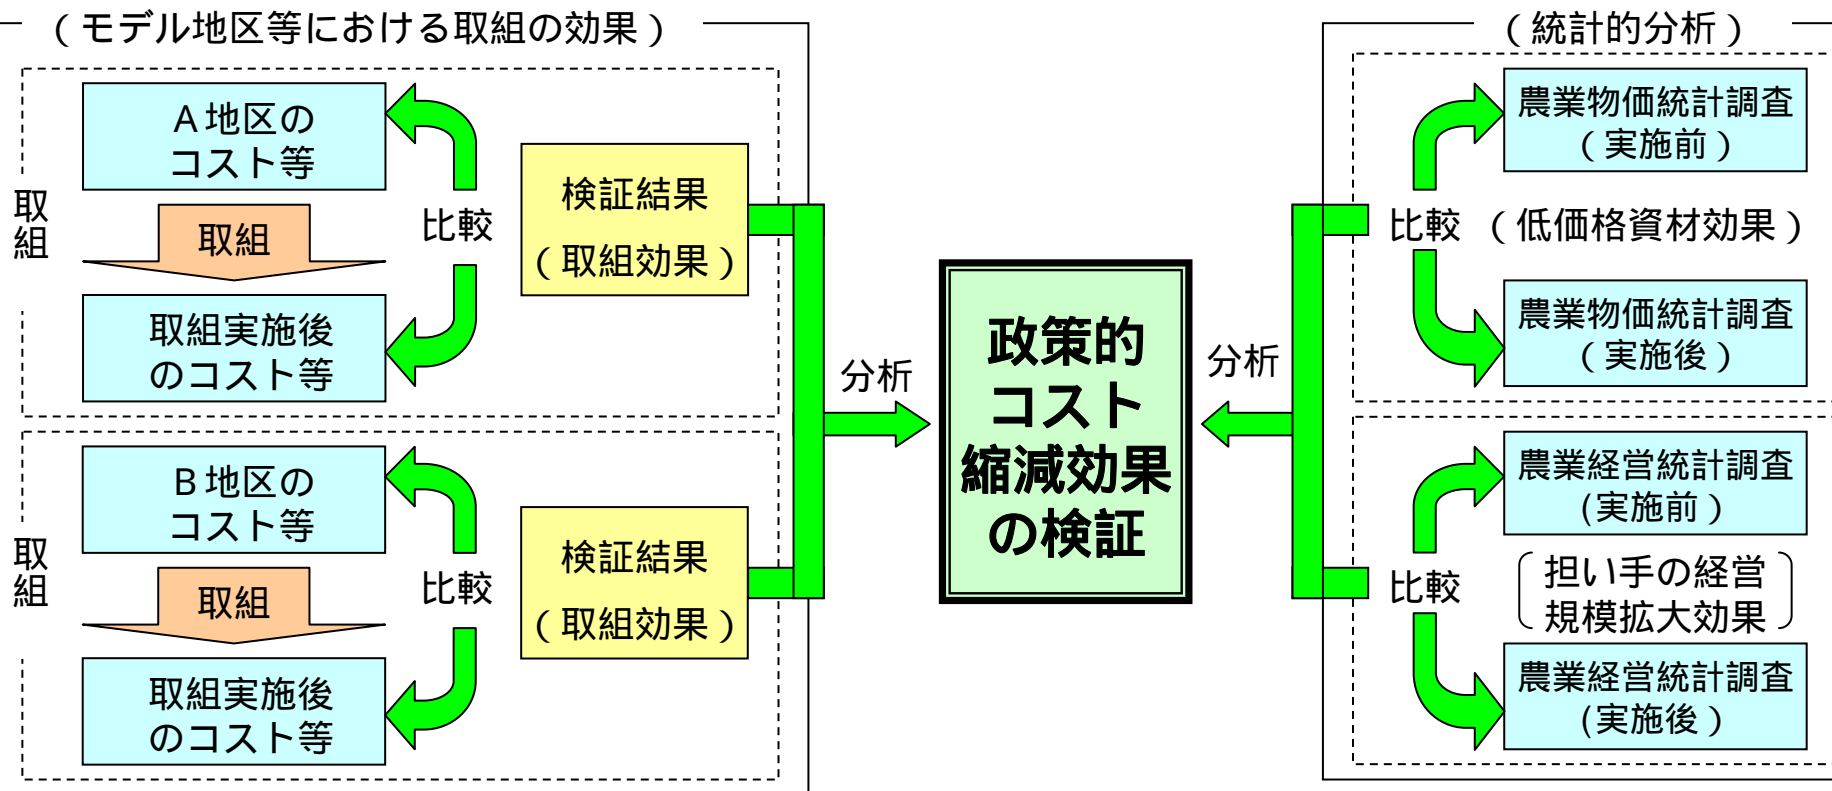 （モデル地区等における取組の効果）
取組
Ａ地区の
コスト等
取組
取組実施後
のコスト等
比較
検証結果
（取組効果）
取組
Ｂ地区の
コスト等
取組
取組実施後
のコスト等
比較
検証結果
（取組効果）
分析
政策的
コスト
縮減効果
の検証
分析
（統計的分析）
農業物価統計調査
（実施前）
比較
（低価格資材効果）
農業物価統計調査
（実施後）
農業経営統計調査
(実施前）
比較
担い手の経営
規模拡大効果
農業経営統計調査
(実施後）